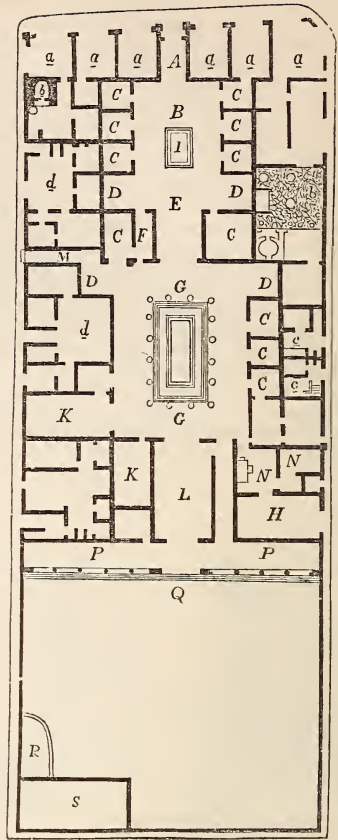 a a a A a a a
b C C
B
C C
1
C C
d D E D b
C F C
M
D G D
C
d C c
C c
G
K
K L N N
H
P P
Q
R
S